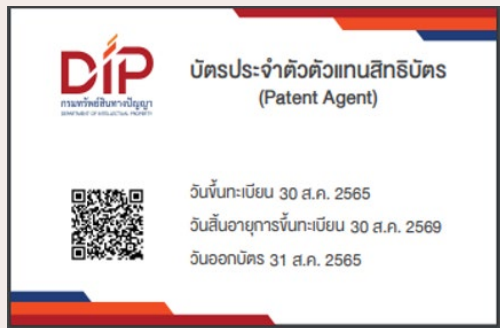 DIP
กรมทรัพย์สินทางปัญญา
DEPARTMENT OF INTELLECTUAL PROPERTY
บัตรประจำตัวตัวแทนสิทธิบัตร
(Patent Agent)
วันขึ้นทะเบียน 30 ส.ค. 2565
วันสิ้นอายุการขึ้นทะเบียน 30 ส.ค. 2569
วันออกบัตร 31 ส.ค. 2565